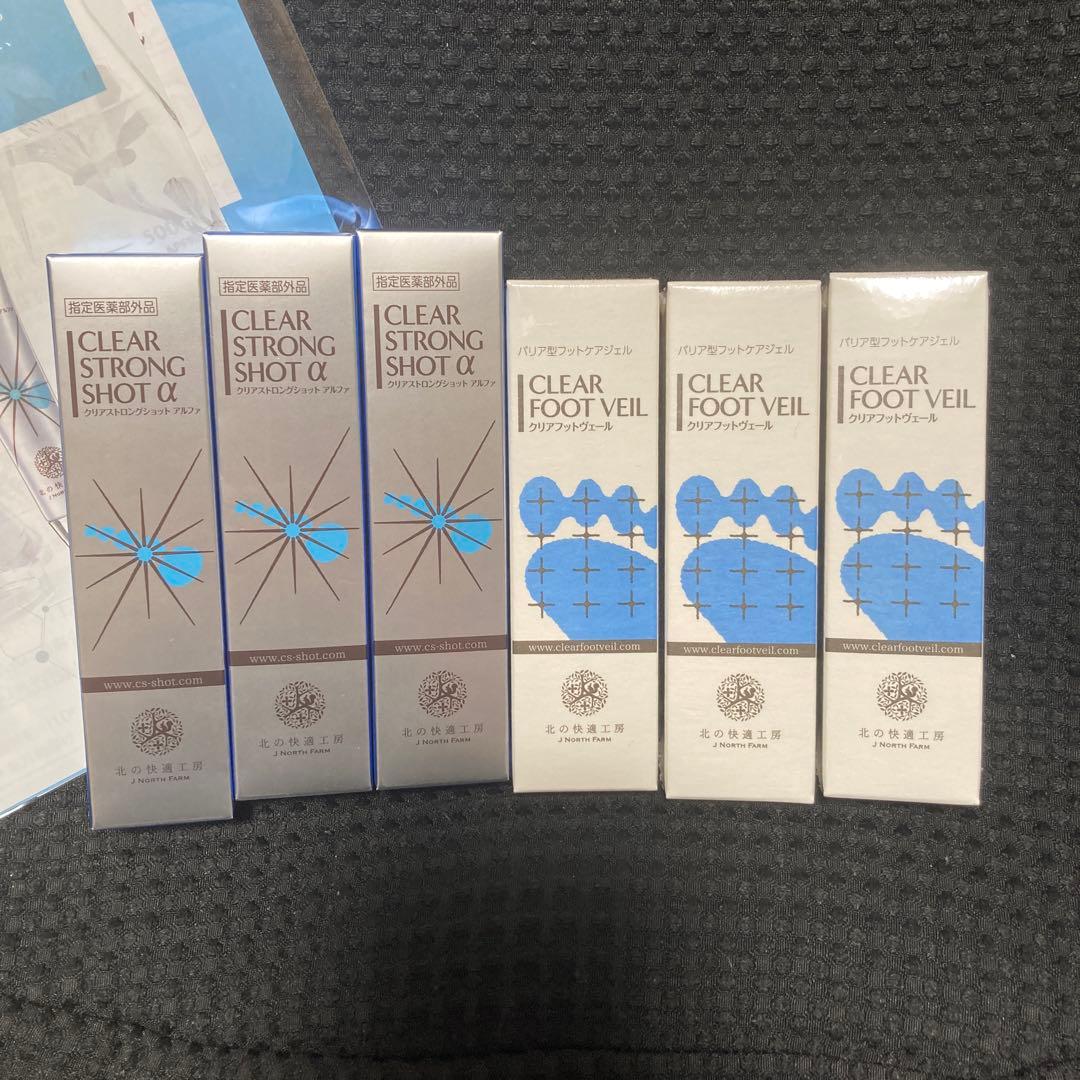 指定医薬部外品
CLEAR
STRONG
SHOT α
クリアストロングショット アルファ
www.cs-shot.com
北の快適工房
J NORTH FARM
指定医薬部外品
CLEAR
STRONG
SHOT α
クリアストロングショット アルファ
www.cs-shot.com
北の快適工房
J NORTH FARM
指定医薬部外品
CLEAR
STRONG
SHOT α
クリアストロングショット アルファ
www.cs-shot.com
北の快適工房
J NORTH FARM
バリア型フットケアジェル
CLEAR
FOOT VEIL
クリアフットヴェール
www.clearfootveil.com
北の快適工房
J NORTH FARM
バリア型フットケアジェル
CLEAR
FOOT VEIL
クリアフットヴェール
www.clearfootveil.com
北の快適工房
J NORTH FARM
バリア型フットケアジェル
CLEAR
FOOT VEIL
クリアフットヴェール
www.clearfootveil.com
北の快適工房
J NORTH FARM
北の快適
J NORTH